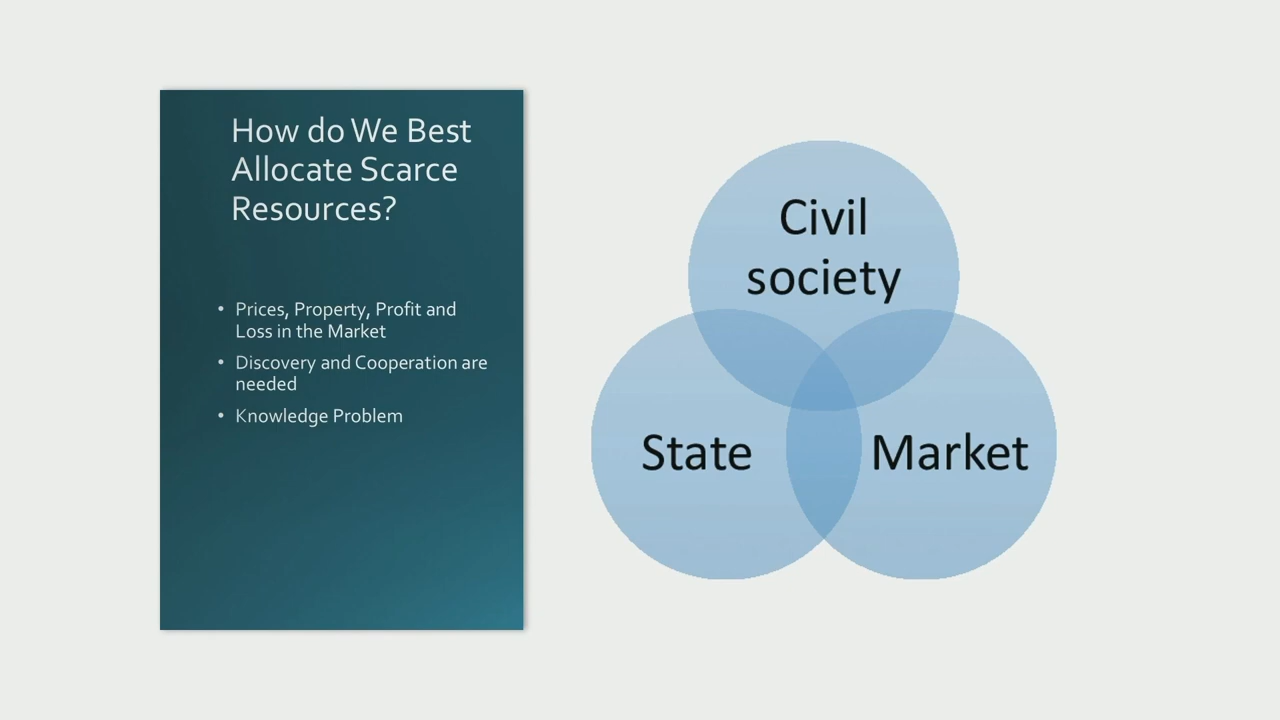 How do We Best
Allocate Scarce
Resources?
• Prices, Property, Profit and
Loss in the Market
• Discovery and Cooperation are
needed
• Knowledge Problem
Civil
society
State
Market